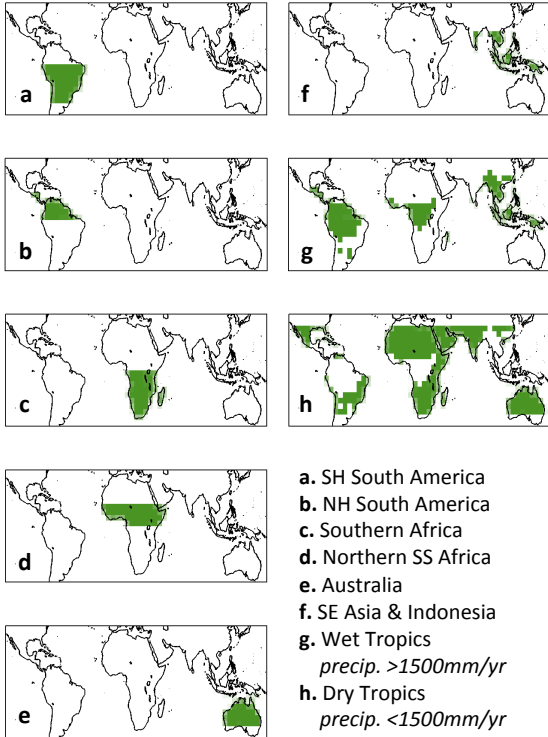 a
f
b
g
c
h
d
e
a. SH South America
b. NH South America
c. Southern Africa
d. Northern SS Africa
e. Australia
f. SE Asia & Indonesia
g. Wet Tropics
precip. >1500mm/yr
h. Dry Tropics
precip. <1500mm/yr